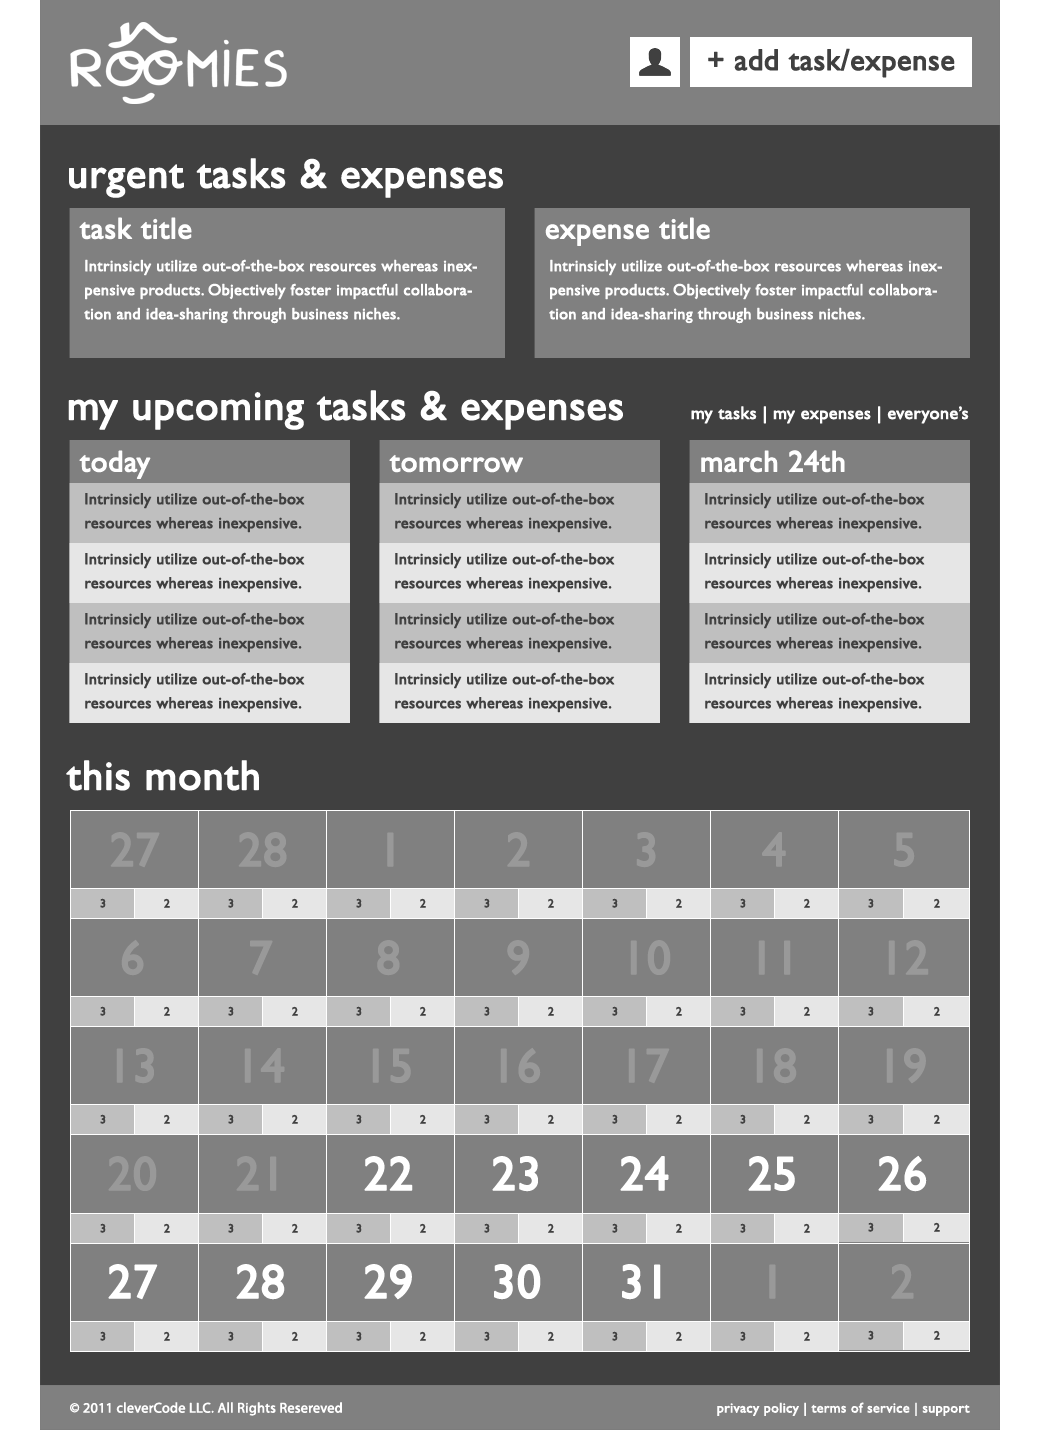 ROOMiES
+ add task/expense
urgent tasks & expenses
task title
Intrinsicly utilize out-of-the-box resources whereas inex-
pensive products. Objectively foster impactful collabora-
tion and idea-sharing through business niches.
expense title
Intrinsicly utilize out-of-the-box resources whereas inex-
pensive products. Objectively foster impactful collabora-
tion and idea-sharing through business niches.
my upcoming tasks & expenses
my tasks | my expenses | everyone's
today
Intrinsicly utilize out-of-the-box
resources whereas inexpensive.
Intrinsicly utilize out-of-the-box
resources whereas inexpensive.
Intrinsicly utilize out-of-the-box
resources whereas inexpensive.
Intrinsicly utilize out-of-the-box
resources whereas inexpensive.
tomorrow
Intrinsicly utilize out-of-the-box
resources whereas inexpensive.
Intrinsicly utilize out-of-the-box
resources whereas inexpensive.
Intrinsicly utilize out-of-the-box
resources whereas inexpensive.
Intrinsicly utilize out-of-the-box
resources whereas inexpensive.
march 24th
Intrinsicly utilize out-of-the-box
resources whereas inexpensive.
Intrinsicly utilize out-of-the-box
resources whereas inexpensive.
Intrinsicly utilize out-of-the-box
resources whereas inexpensive.
Intrinsicly utilize out-of-the-box
resources whereas inexpensive.
this month
27 28 1 2 3 4 5
3 2 3 2 3 2 3 2 3 2 3 2 3 2
6 7 8 9 10 11 12
3 2 3 2 3 2 3 2 3 2 3 2 3 2
13 14 15 16 17 18 19
3 2 3 2 3 2 3 2 3 2 3 2 3 2
20 21 22 23 24 25 26
3 2 3 2 3 2 3 2 3 2 3 2 3 2
27 28 29 30 31 1 2
3 2 3 2 3 2 3 2 3 2 3 2 3 2
© 2011 cleverCode LLC. All Rights Resereved
privacy policy | terms of service | support